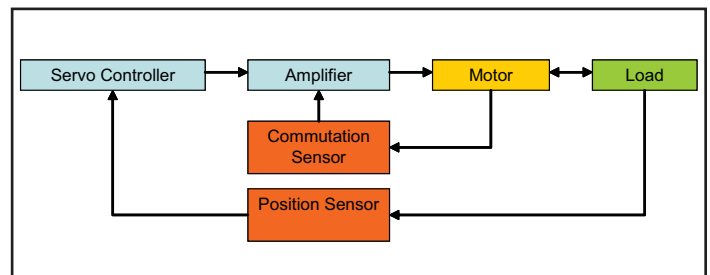 Servo Controller
Amplifier
Motor
Load
Commutation
Sensor
Position Sensor